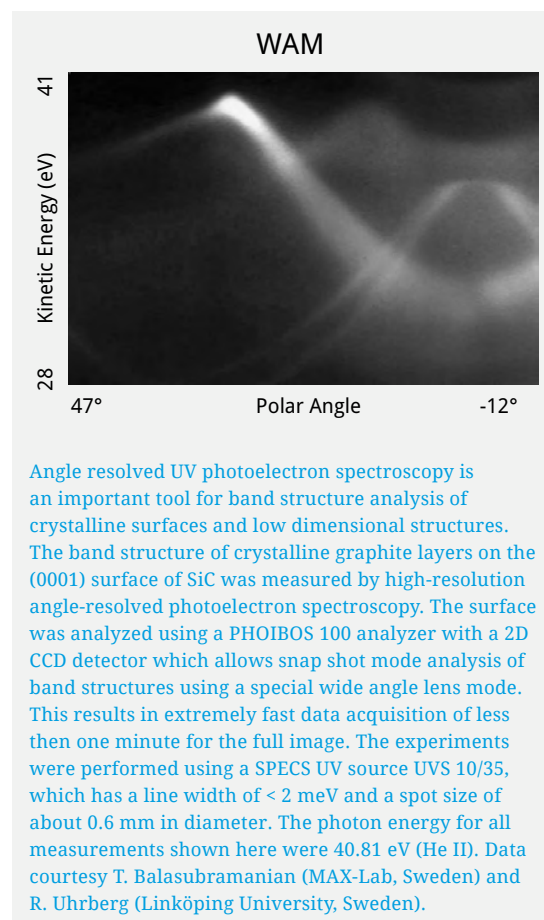 WAM
41
Kinetic Energy (eV)
28
47° Polar Angle -12°
Angle resolved UV photoelectron spectroscopy is
an important tool for band structure analysis of
crystalline surfaces and low dimensional structures.
The band structure of crystalline graphite layers on the
(0001) surface of SiC was measured by high-resolution
angle-resolved photoelectron spectroscopy. The surface
was analyzed using a PHOIBOS 100 analyzer with a 2D
CCD detector which allows snap shot mode analysis of
band structures using a special wide angle lens mode.
This results in extremely fast data acquisition of less
then one minute for the full image. The experiments
were performed using a SPECS UV source UVS 10/35,
which has a line width of < 2 meV and a spot size of
about 0.6 mm in diameter. The photon energy for all
measurements shown here were 40.81 eV (He II). Data
courtesy T. Balasubramanian (MAX-Lab, Sweden) and
R. Uhrberg (Linköping University, Sweden).